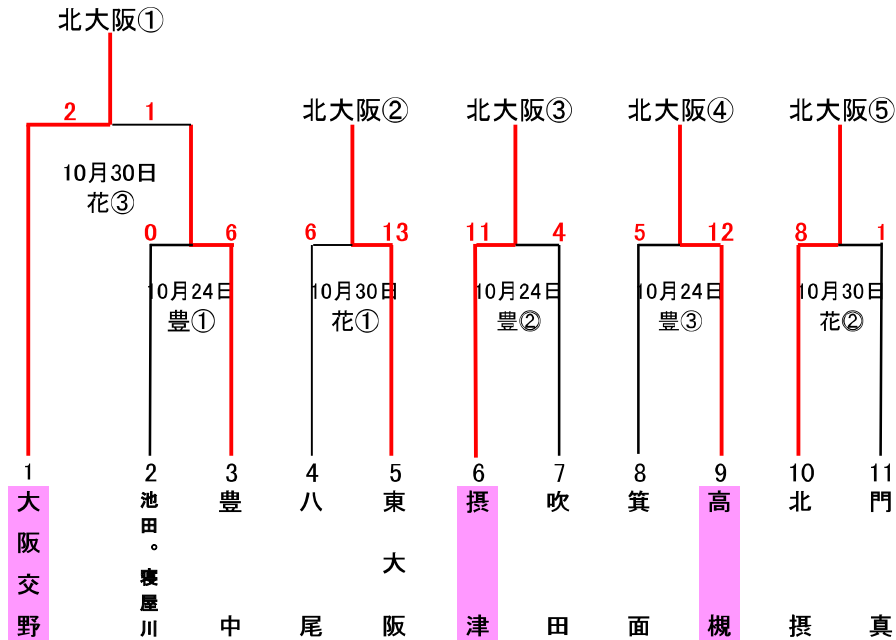 北大阪①
2 1
北大阪② 北大阪③ 北大阪④ 北大阪⑤
10月30日
花③
0 6 6 13 11 4 5 12 8 1
10月24日 10月30日 10月24日 10月24日 10月30日
豊① 花① 豊② 豊③ 花②
1 2 3 4 5 6 7 8 9 10 11
大阪交野
池田。寝屋川
豊中
八尾
東大阪
摂津
吹田
箕面
高槻
北摂
門真